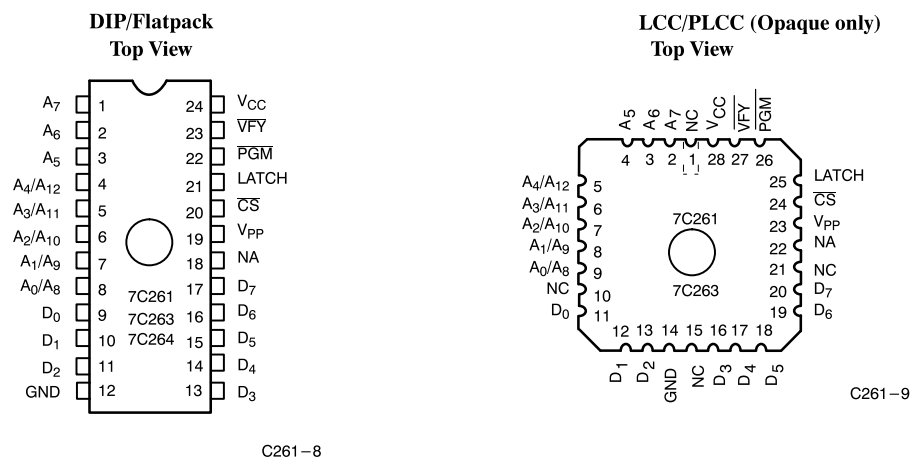 DIP/Flatpack
Top View
A7 1 24 VCC
A6 2 23 V̅F̅Y̅
A5 3 22 P̅G̅M̅
A4/A12 4 21 LATCH
A3/A11 5 20 C̅S̅
A2/A10 6 19 VPP
A1/A9 7 18 NA
A0/A8 8 17 D7
7C261
D0 9 16 D6
7C263
D1 10 15 D5
7C264
D2 11 14 D4
GND 12 13 D3
C261–8
LCC/PLCC (Opaque only)
Top View
A5 A6 A7 NC VCC V̅F̅Y̅ P̅G̅M̅
4 3 2 1 28 27 26
A4/A12 5 25 LATCH
A3/A11 6 24 C̅S̅
A2/A10 7 23 VPP
A1/A9 8 22 NA
A0/A8 9 21 NC
NC 10 20 D7
D0 11 19 D6
7C261
7C263
12 13 14 15 16 17 18
D1 D2 GND NC D3 D4 D5
C261–9